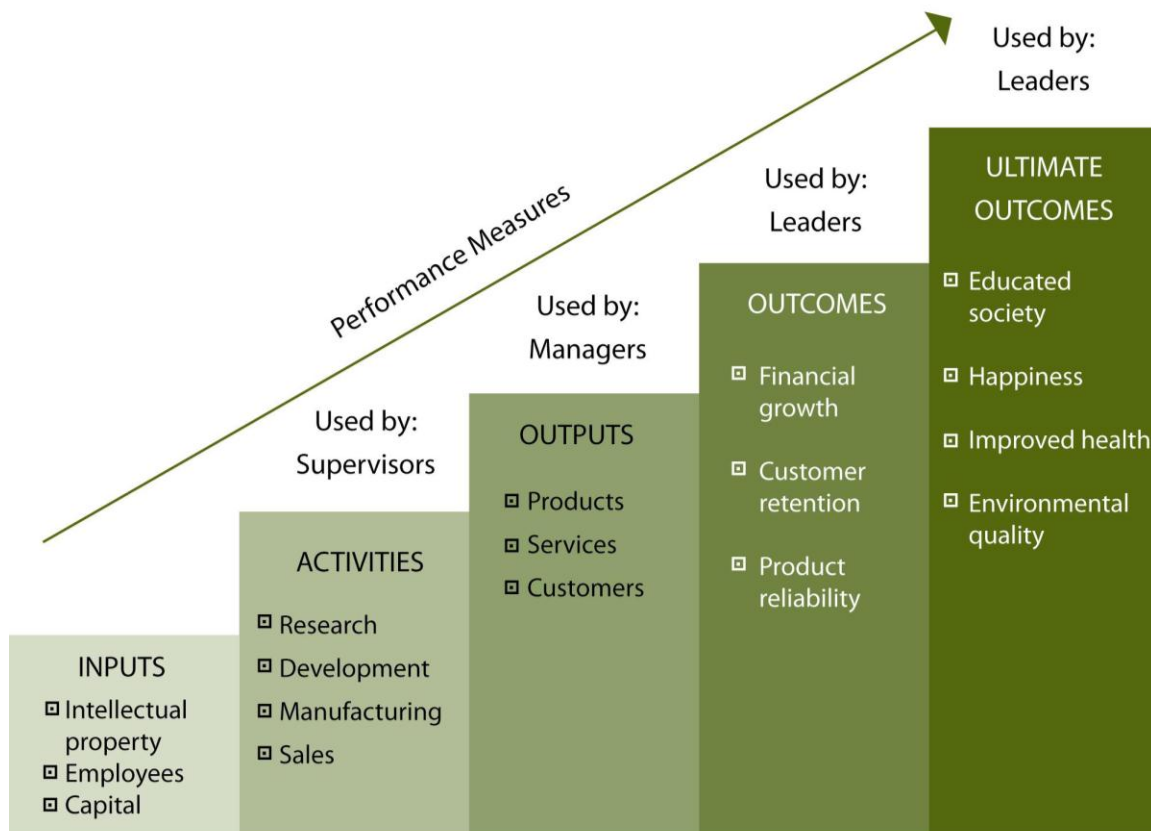 Performance Measures
INPUTS
Intellectual
property
Employees
Capital
Used by:
Supervisors
ACTIVITIES
Research
Development
Manufacturing
Sales
Used by:
Managers
OUTPUTS
Products
Services
Customers
Used by:
Leaders
OUTCOMES
Financial
growth
Customer
retention
Product
reliability
Used by:
Leaders
ULTIMATE
OUTCOMES
Educated
society
Happiness
Improved health
Environmental
quality